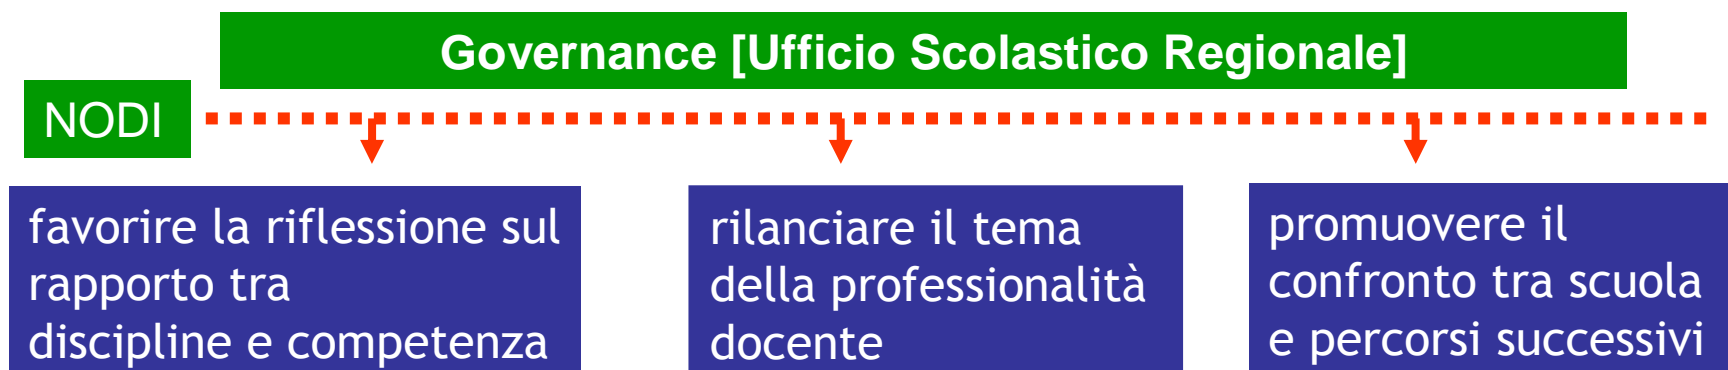 Governance [Ufficio Scolastico Regionale]
NODI
favorire la riflessione sul
rapporto tra
discipline e competenza
rilanciare il tema
della professionalità
docente
promuovere il
confronto tra scuola
e percorsi successivi